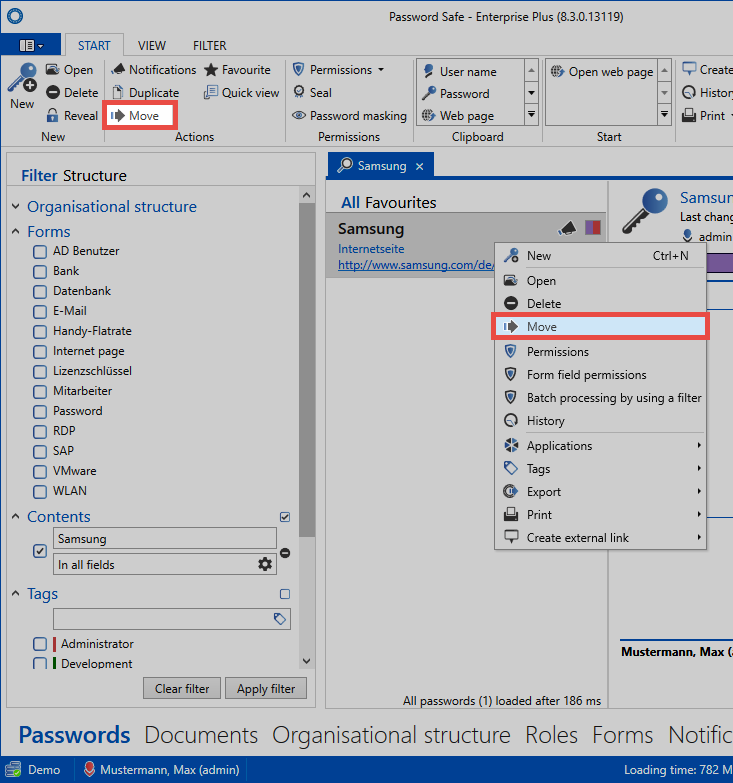 Password Safe - Enterprise Plus (8.3.0.13119)
START VIEW FILTER
New
Open
Delete
Reveal
New
Notifications
Duplicate
Move
Favourite
Quick view
Actions
Permissions
Seal
Password masking
Permissions
User name
Password
Web page
Clipboard
Open web page
Start
Create
History
Print
Filter Structure
Organisational structure
Forms
AD Benutzer
Bank
Datenbank
E-Mail
Handy-Flatrate
Internet page
Lizenzschlüssel
Mitarbeiter
Password
RDP
SAP
VMware
WLAN
Contents
Samsung
In all fields
Tags
Administrator
Development
Clear filter Apply filter
Samsung ×
All Favourites
Samsung
Internetseite
http://www.samsung.com/de/
New Ctrl+N
Open
Delete
Move
Permissions
Form field permissions
Batch processing by using a filter
History
Applications
Tags
Export
Print
Create external link
All passwords (1) loaded after 186 ms
Samsun
Last chang
admin
Mustermann, Max (
Passwords Documents Organisational structure Roles Forms Notific
Demo Mustermann, Max (admin) Loading time: 782 M